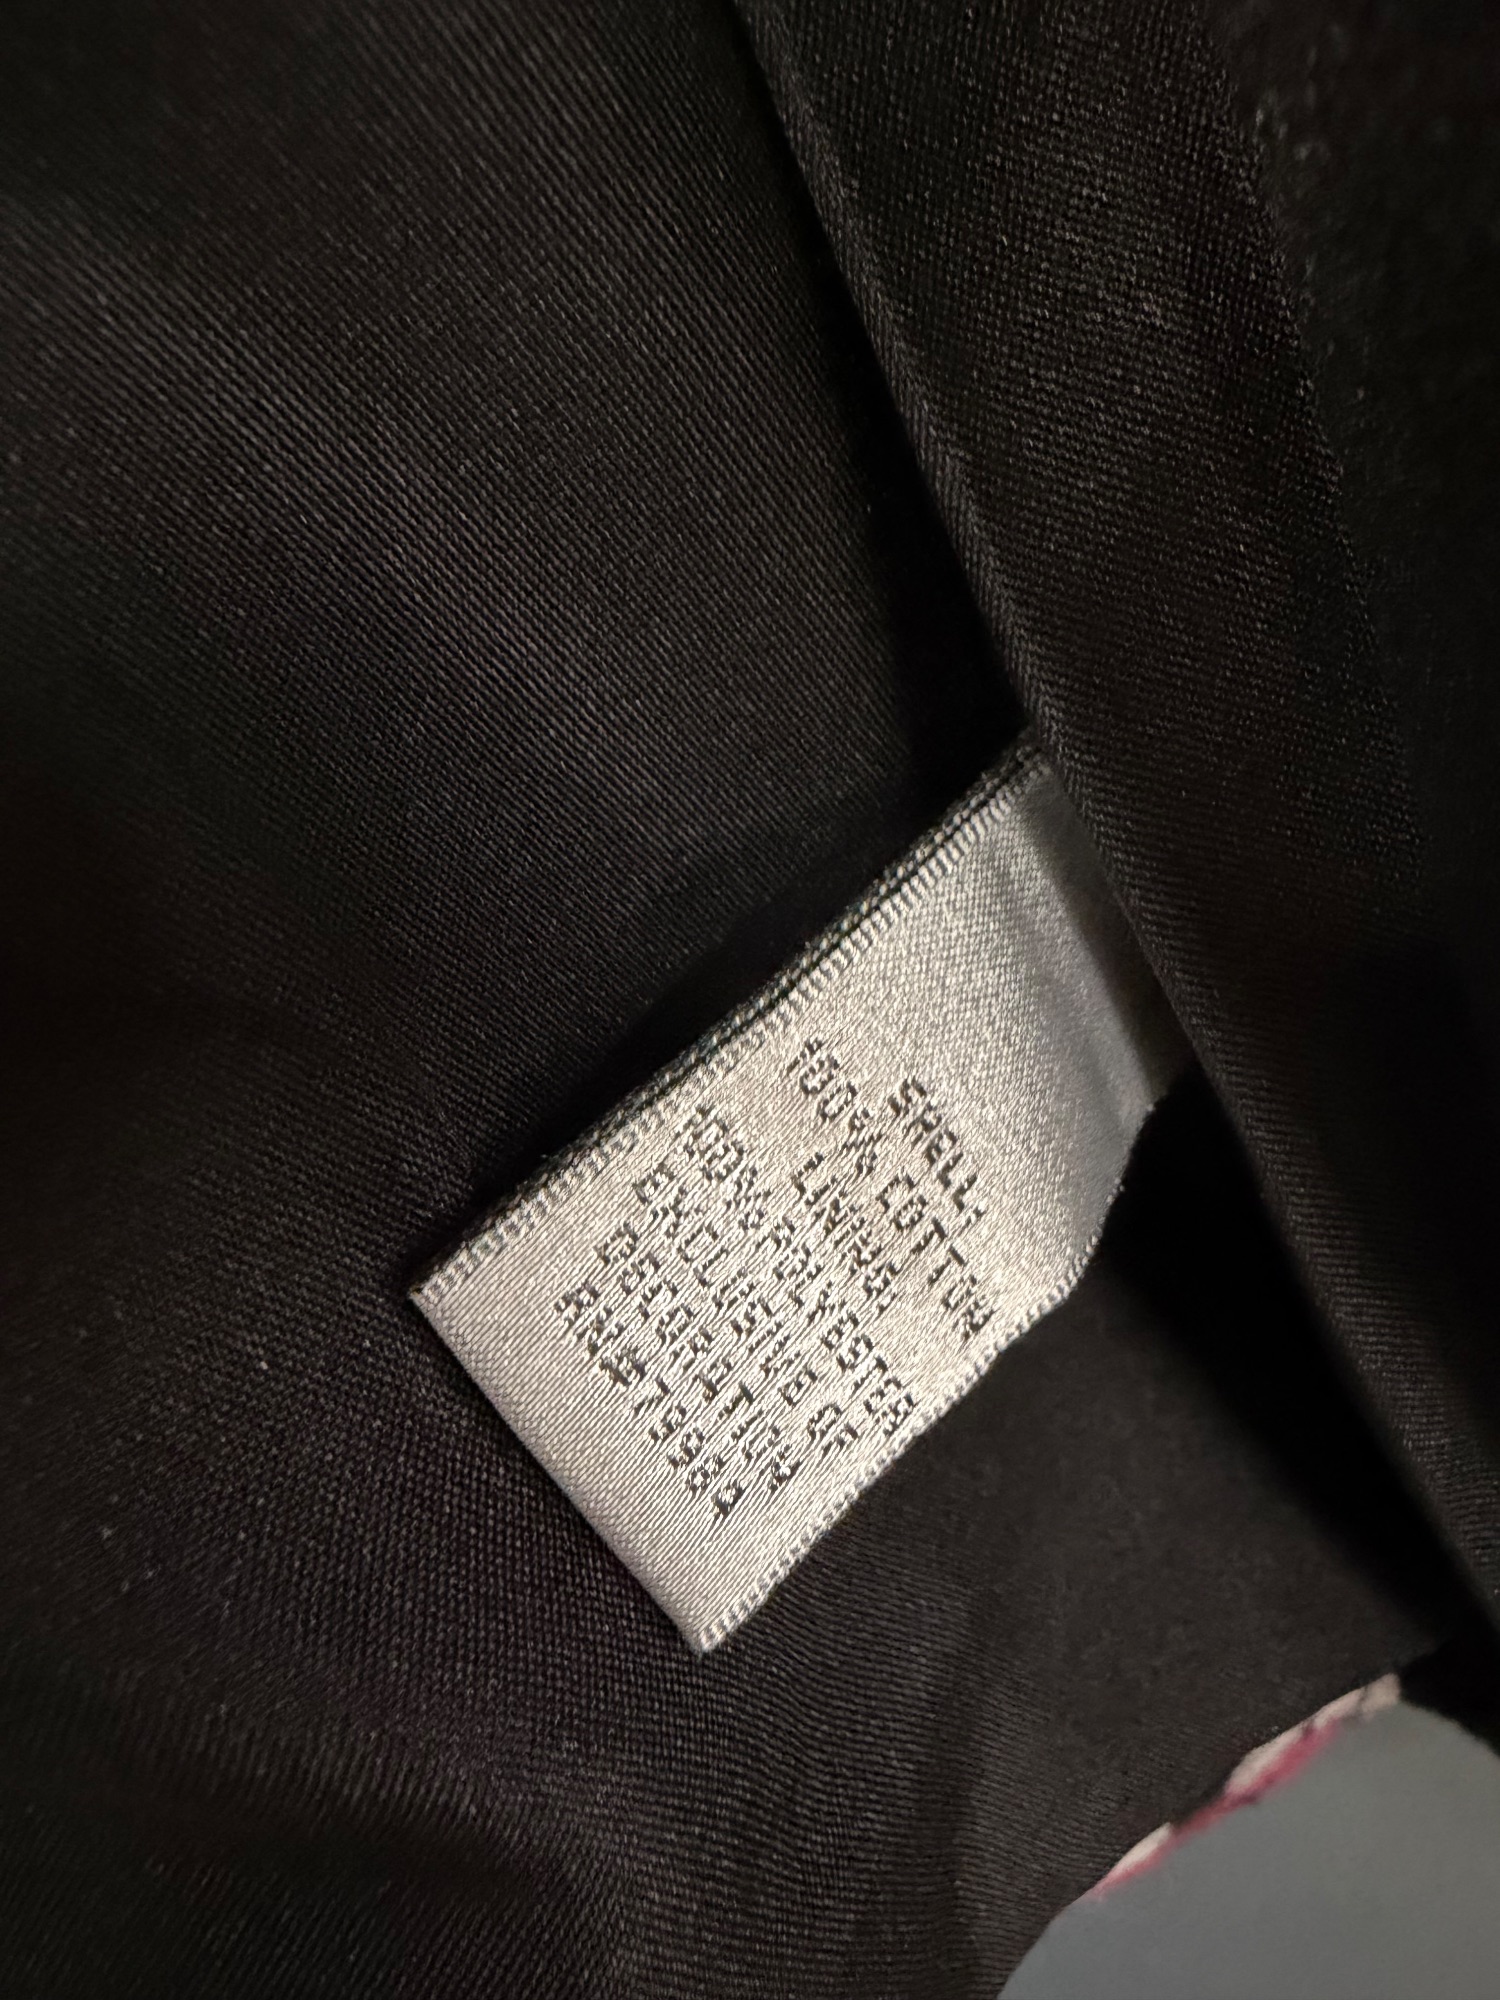 SHELL:
100% COTTON
LINING:
100% POLYESTER
EXCLUSIVE OF
DECORATION